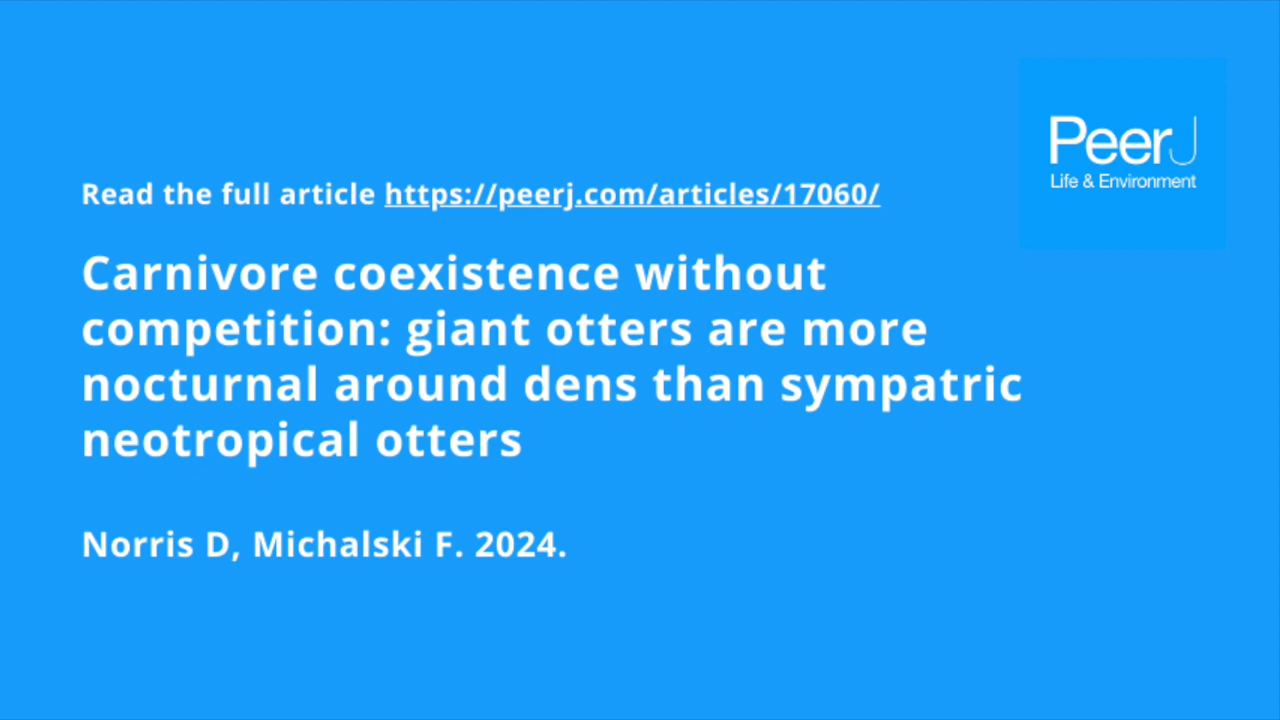 PeerJ
Life & Environment
Read the full article https://peerj.com/articles/17060/
Carnivore coexistence without
competition: giant otters are more
nocturnal around dens than sympatric
neotropical otters
Norris D, Michalski F. 2024.